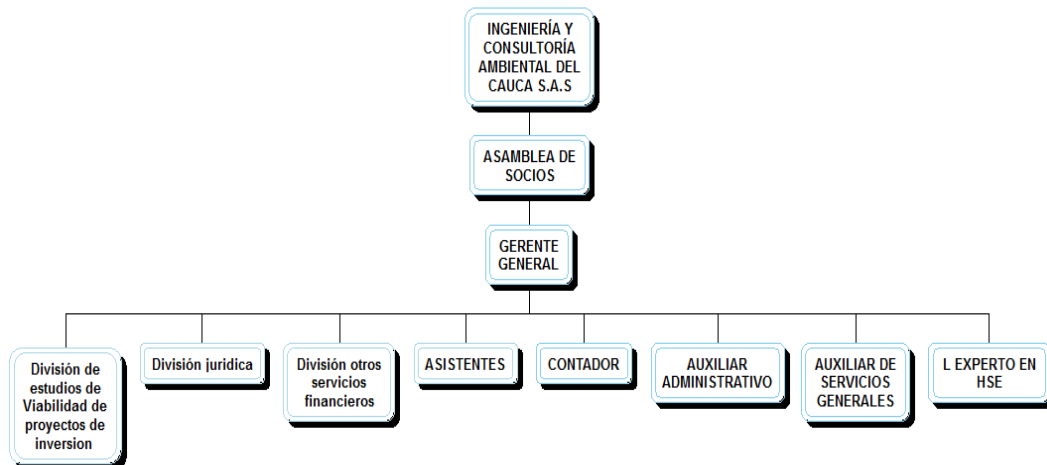 INGENIERÍA Y
CONSULTORÍA
AMBIENTAL DEL
CAUCA S.A.S
ASAMBLEA DE
SOCIOS
GERENTE
GENERAL
División de
estudios de
Viabilidad de
proyectos de
inversion
División juridica
División otros
servicios
financieros
ASISTENTES
CONTADOR
AUXILIAR
ADMINISTRATIVO
AUXILIAR DE
SERVICIOS
GENERALES
L EXPERTO EN
HSE